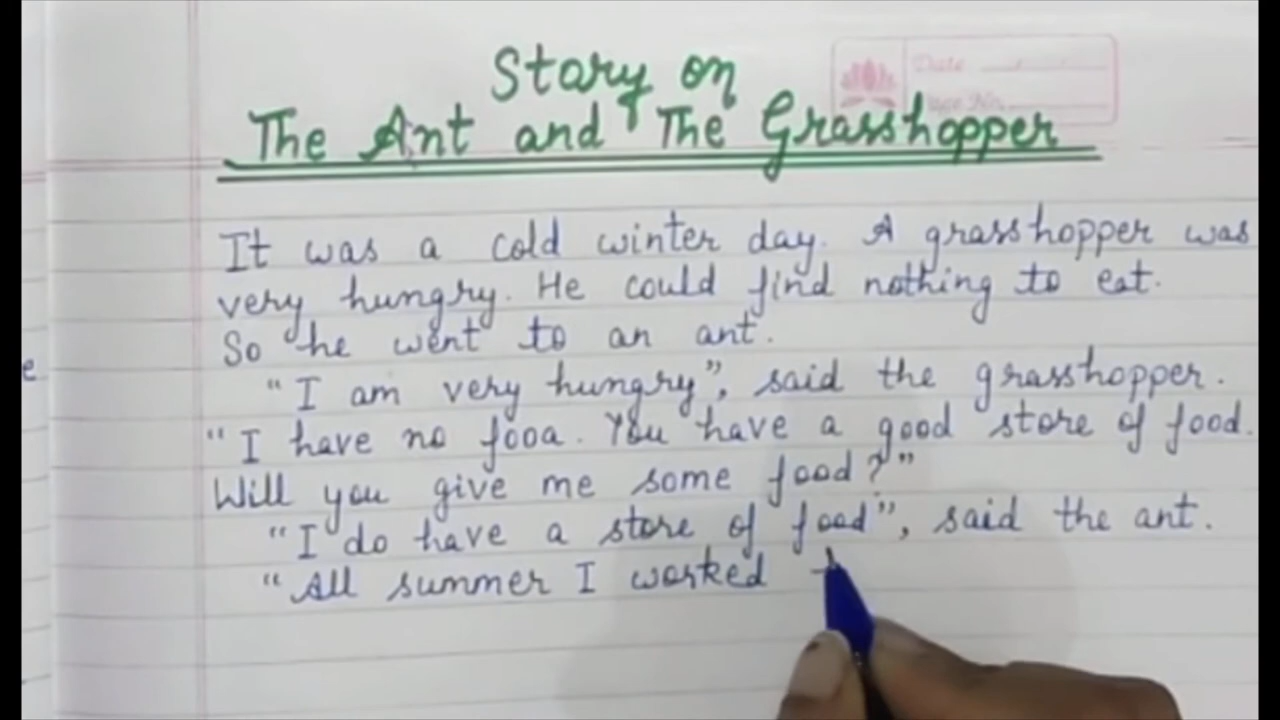 Story on
The Ant and The Grasshopper
Date
Page No.
It was a cold winter day. A grasshopper was
very hungry. He could find nothing to eat.
So he went to an ant.
e
"I am very hungry", said the grasshopper.
"I have no fooa. You have a good store of food.
Will you give me some food?"
"I do have a store of food", said the ant.
"All summer I worked